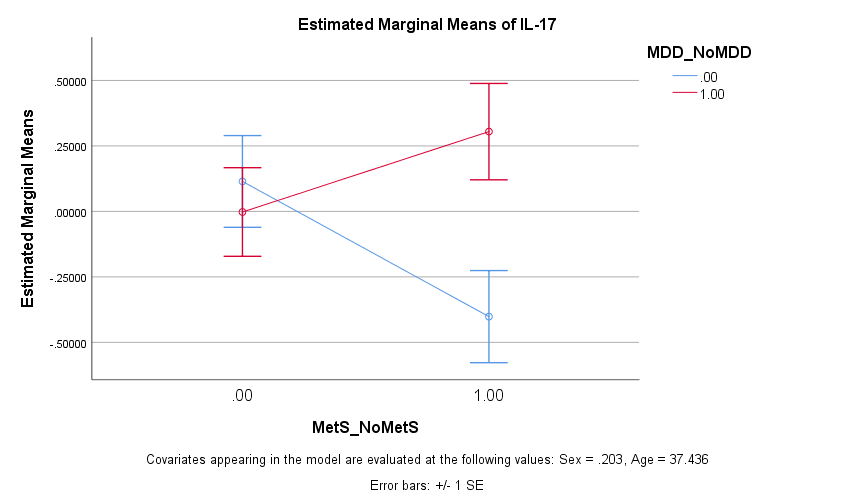 Estimated Marginal Means of IL-17
MDD_NoMDD
.00
1.00
Estimated Marginal Means
.50000
.25000
.00000
-.25000
-.50000
.00
1.00
MetS_NoMetS
Covariates appearing in the model are evaluated at the following values: Sex = .203, Age = 37.436
Error bars: +/- 1 SE